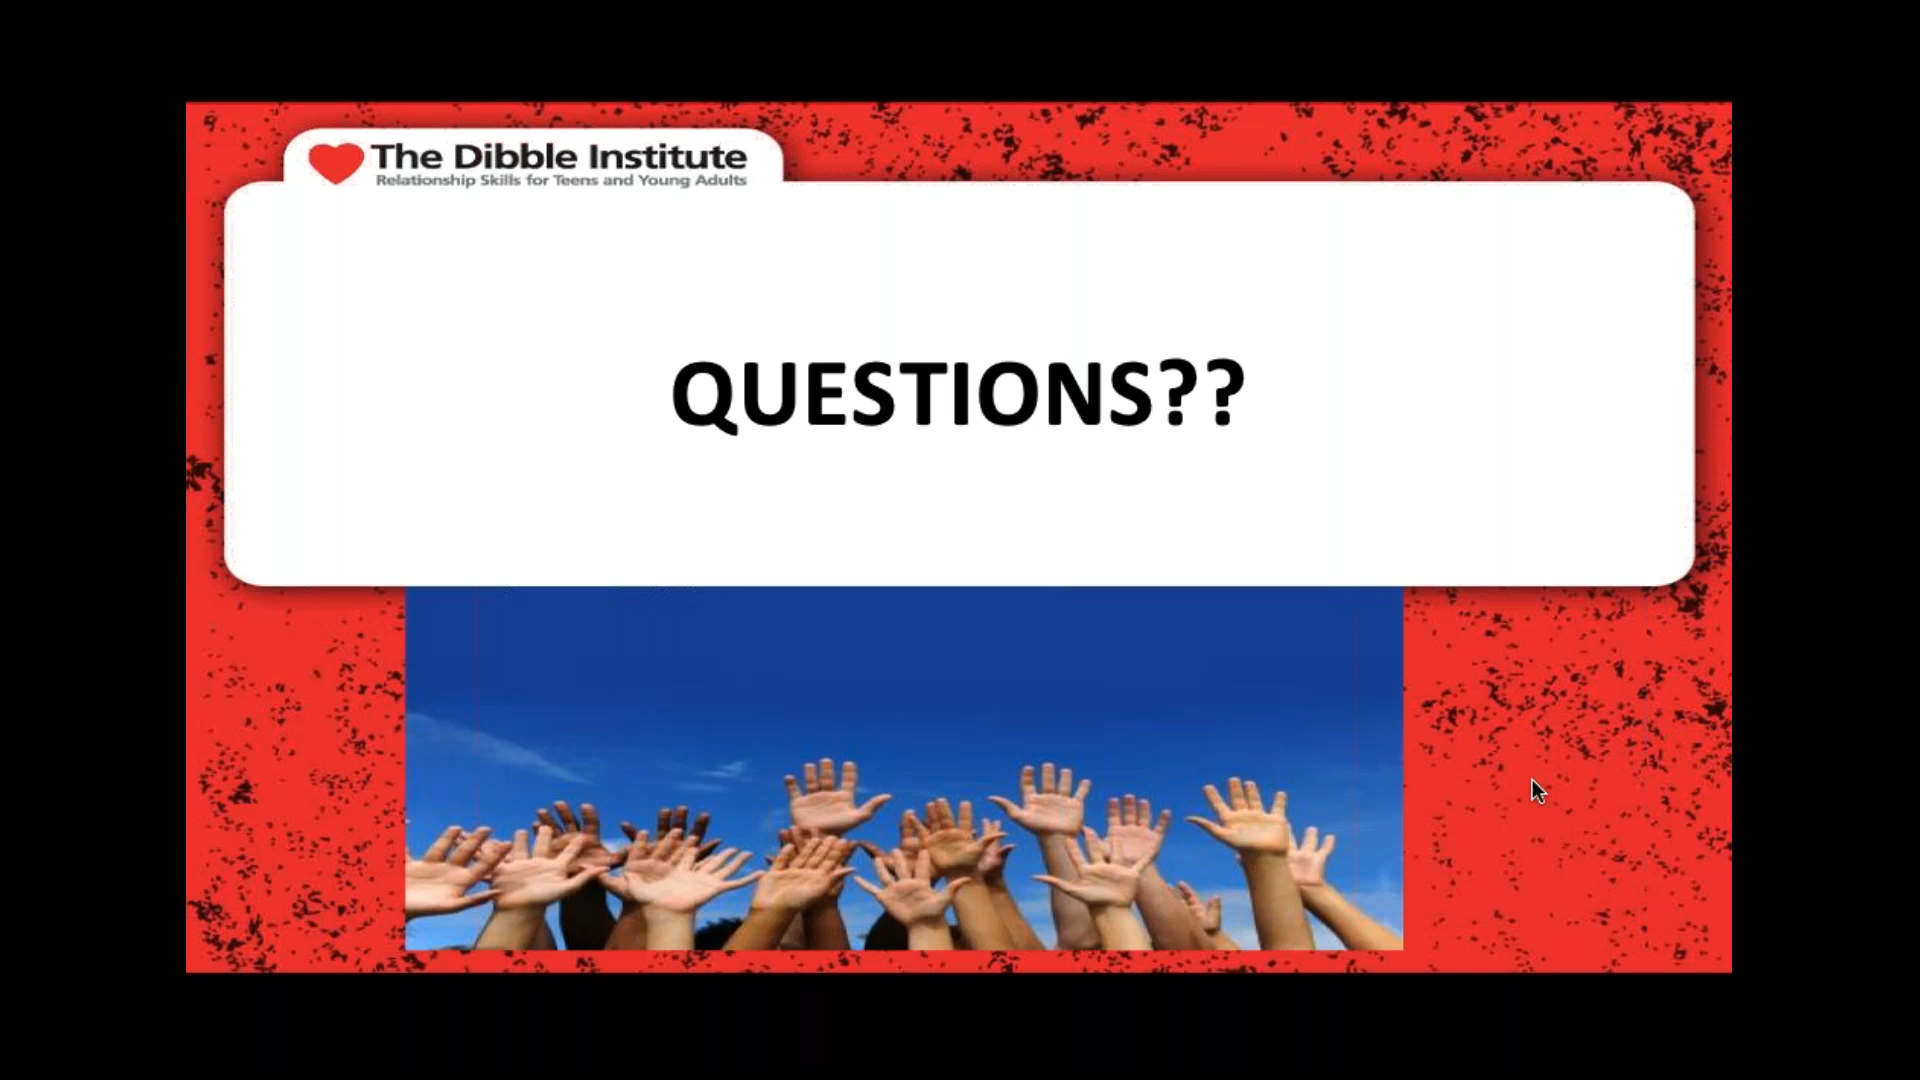 The Dibble Institute
Relationship Skills for Teens and Young Adults
QUESTIONS??